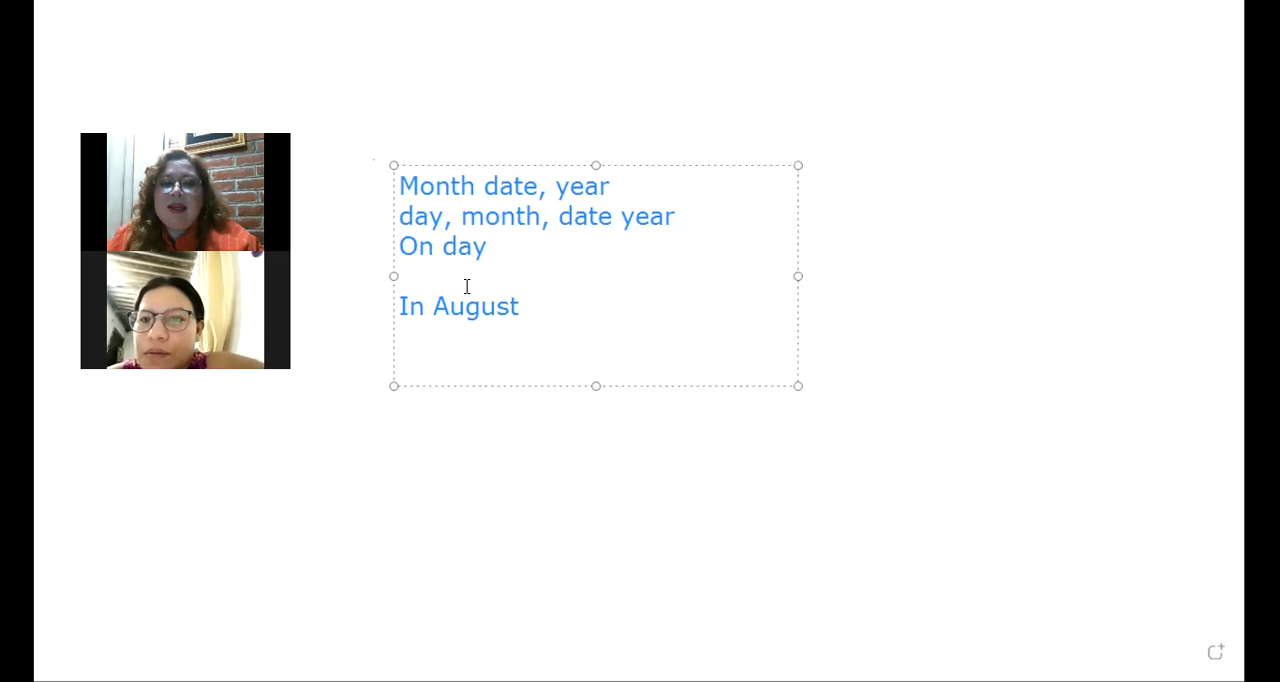 Month date, year
day, month, date year
On day
In August